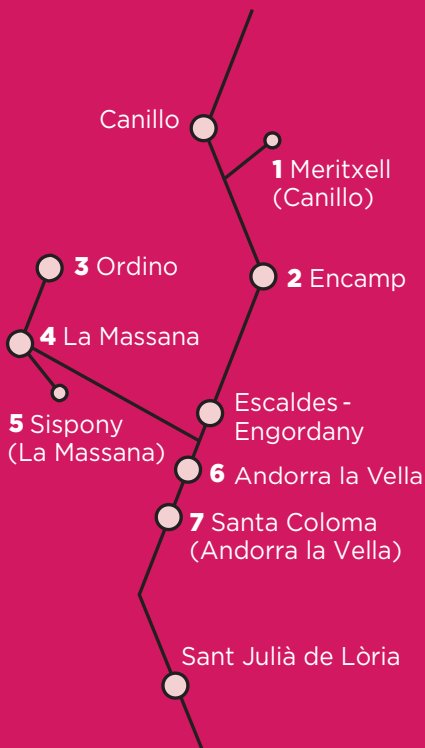 Canillo
1 Meritxell
(Canillo)
3 Ordino
2 Encamp
4 La Massana
Escaldes-
Engordany
5 Sispony
(La Massana)
6 Andorra la Vella
7 Santa Coloma
(Andorra la Vella)
Sant Julià de Lòria